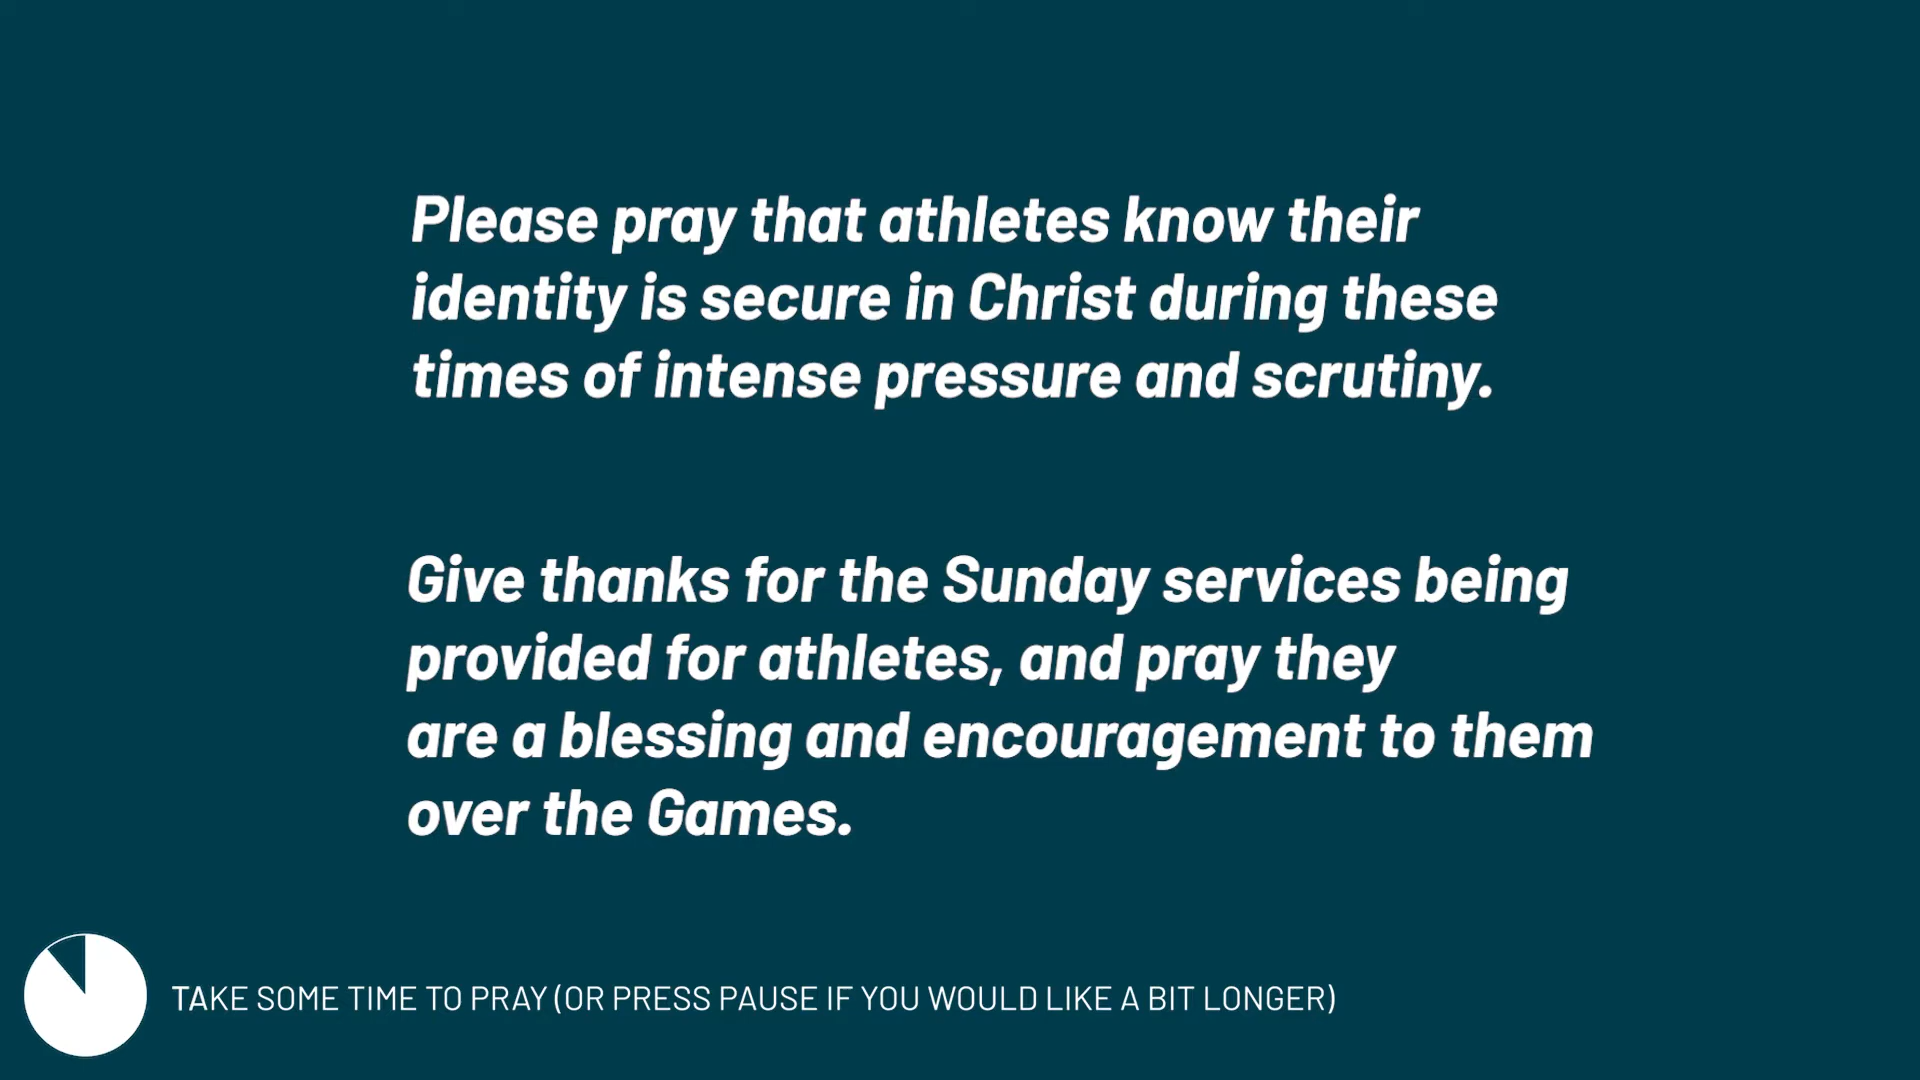 Please pray that athletes know their
identity is secure in Christ during these
times of intense pressure and scrutiny.
Give thanks for the Sunday services being
provided for athletes, and pray they
are a blessing and encouragement to them
over the Games.
TAKE SOME TIME TO PRAY (OR PRESS PAUSE IF YOU WOULD LIKE A BIT LONGER)